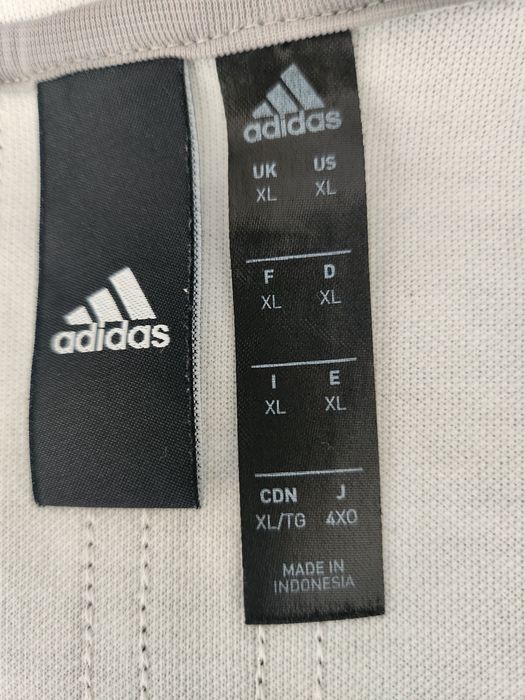 adidas
adidas
UK US
XL XL
F D
XL XL
I E
XL XL
CDN J
XL/TG 4XO
MADE IN
INDONESIA